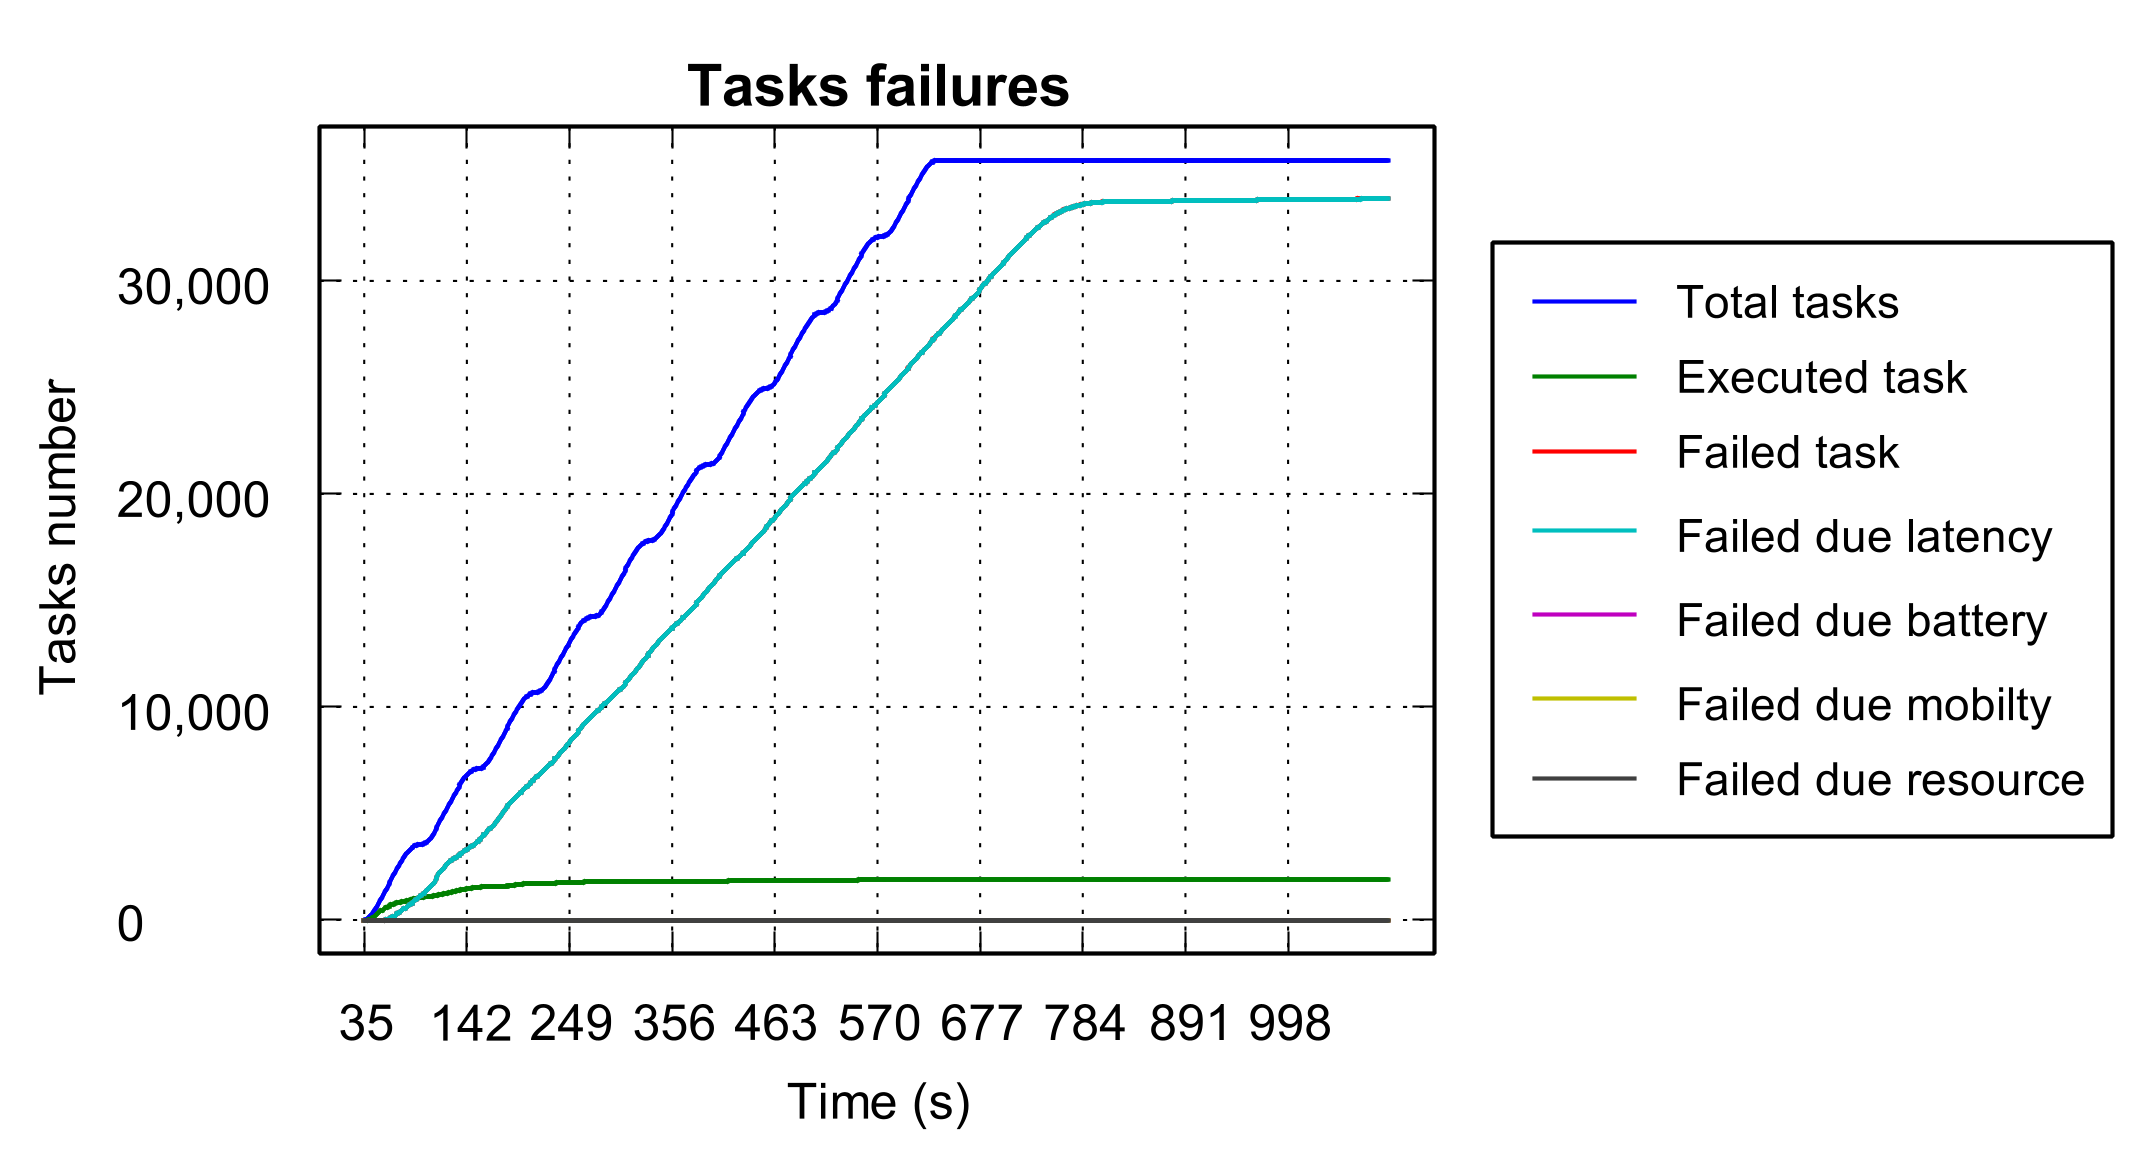 Tasks failures
Tasks number
30,000
20,000
10,000
0
35 142 249 356 463 570 677 784 891 998
Time (s)
Total tasks
Executed task
Failed task
Failed due latency
Failed due battery
Failed due mobilty
Failed due resource